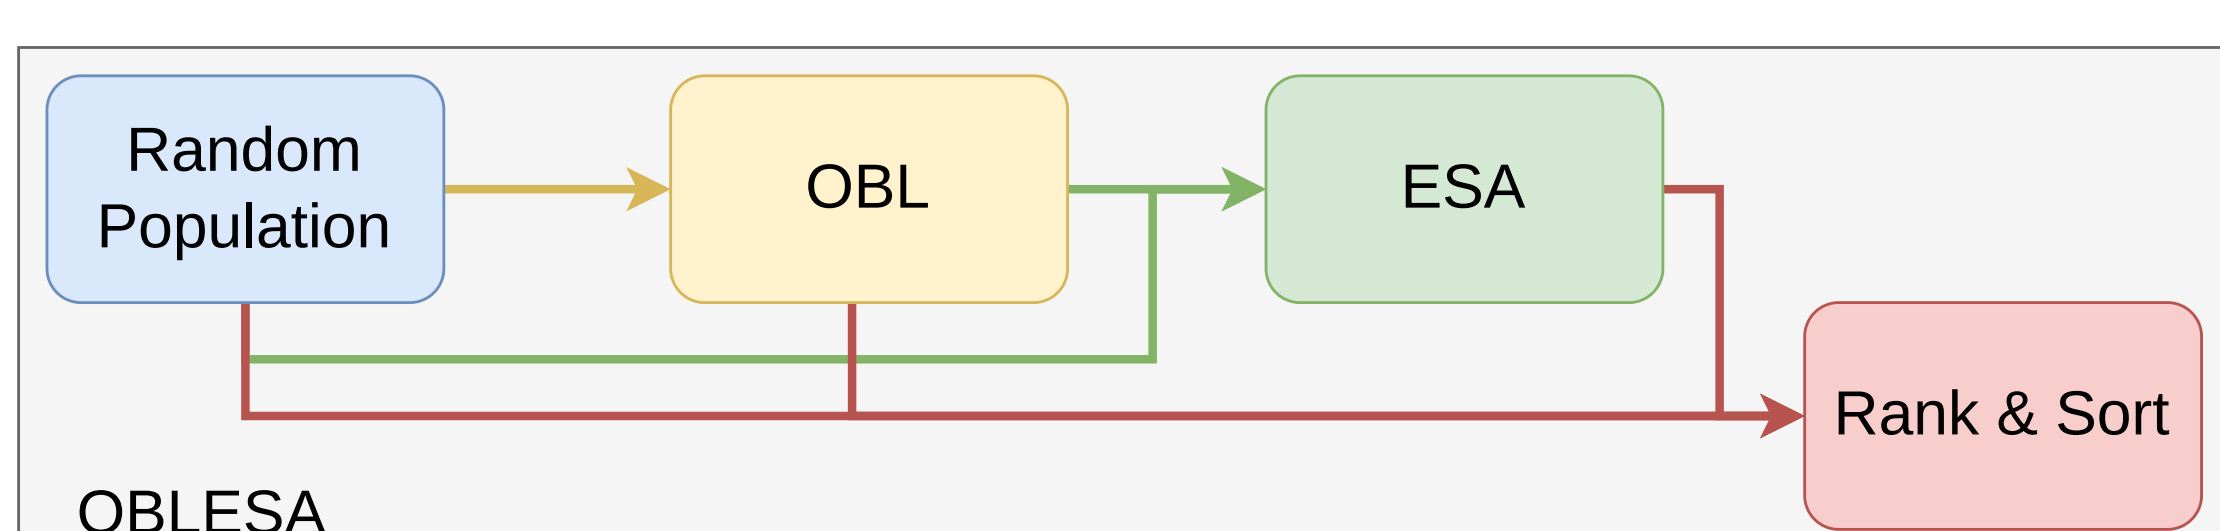 Random
Population
OBL
ESA
Rank & Sort
OBLESA